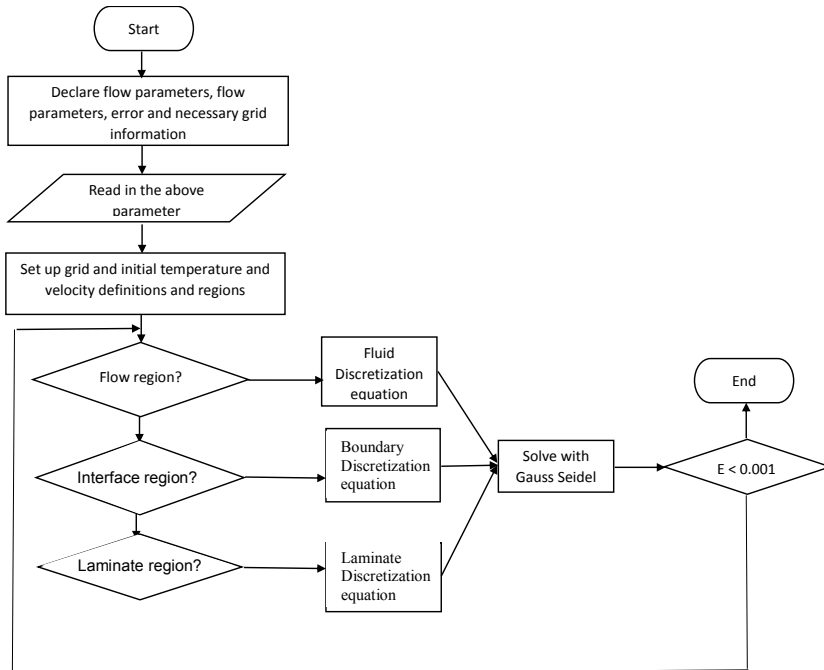 Start
Declare flow parameters, flow
parameters, error and necessary grid
information
Read in the above
parameter
Set up grid and initial temperature and
velocity definitions and regions
Flow region?
Fluid
Discretization
equation
Interface region?
Boundary
Discretization
equation
Laminate region?
Laminate
Discretization
equation
Solve with
Gauss Seidel
E < 0.001
End